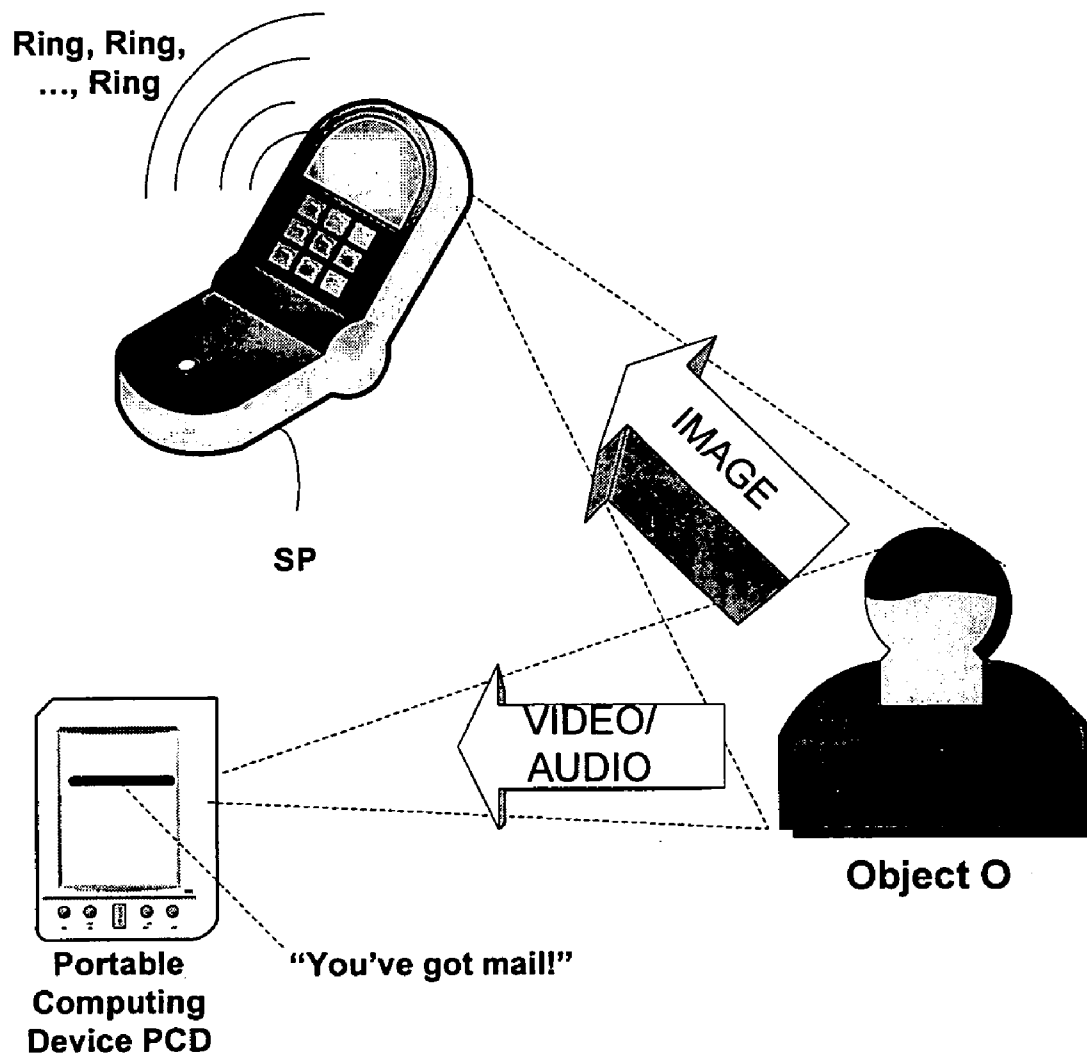 Ring, Ring,
..., Ring
IMAGE
SP
VIDEO/
AUDIO
Object O
Portable
Computing
Device PCD
“You've got mail!”